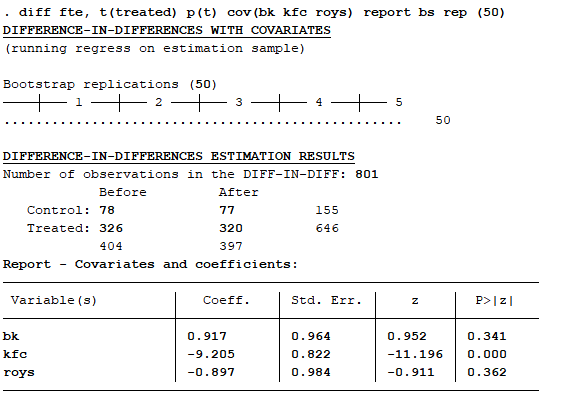 . diff fte, t(treated) p(t) cov(bk kfc roys) report bs rep (50)
DIFFERENCE-IN-DIFFERENCES WITH COVARIATES
(running regress on estimation sample)
Bootstrap replications (50)
1 2 3 4 5
.................................................. 50
DIFFERENCE-IN-DIFFERENCES ESTIMATION RESULTS
Number of observations in the DIFF-IN-DIFF: 801
Before After
Control: 78 77 155
Treated: 326 320 646
404 397
Report - Covariates and coefficients:
Variable(s) Coeff. Std. Err. z P>|z|
bk 0.917 0.964 0.952 0.341
kfc -9.205 0.822 -11.196 0.000
roys -0.897 0.984 -0.911 0.362